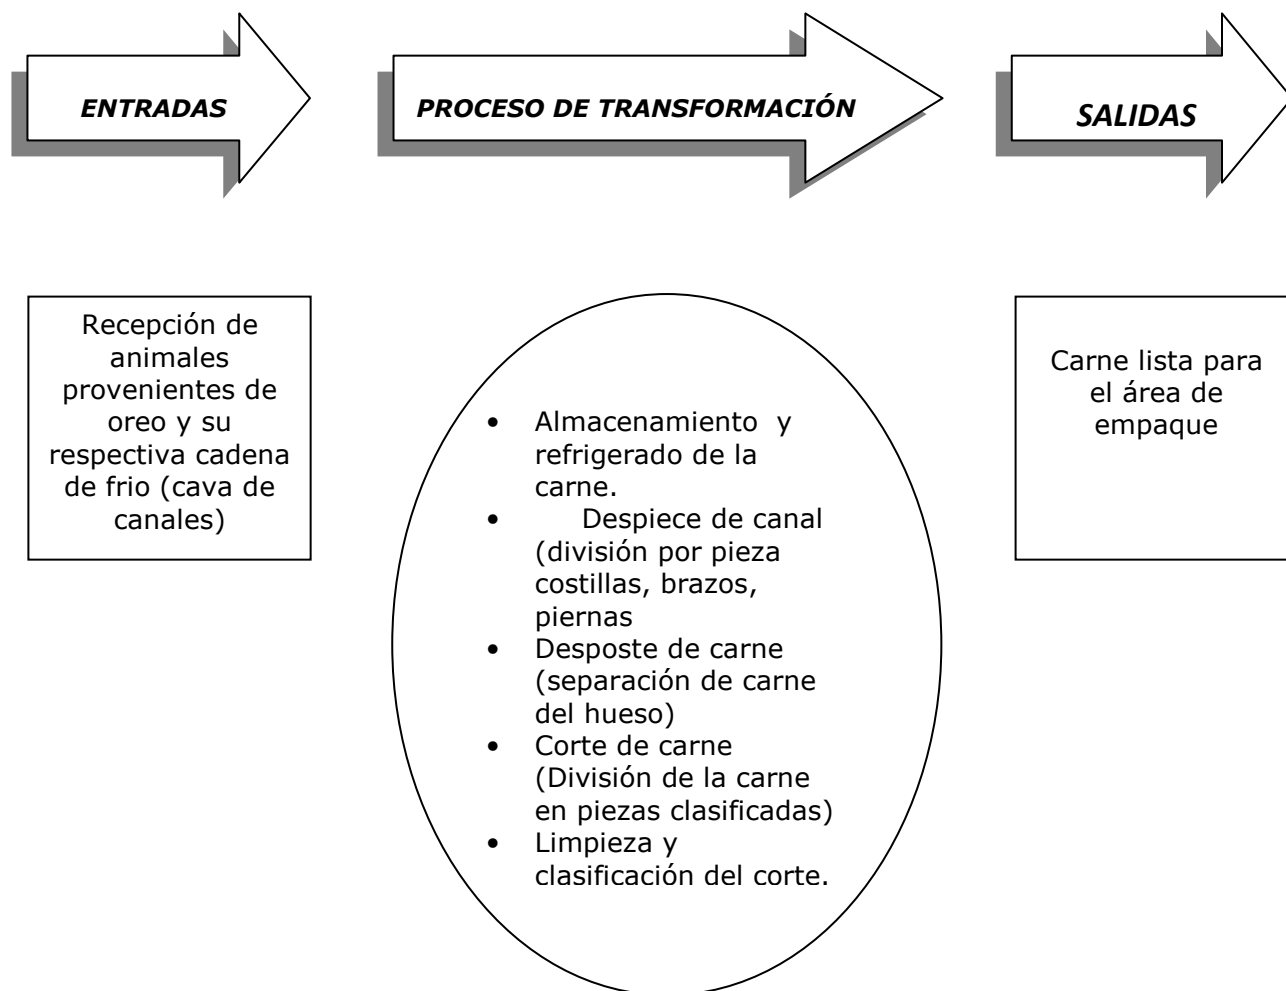 ENTRADAS
PROCESO DE TRANSFORMACIÓN
SALIDAS
Recepción de
animales
provenientes de
oreo y su
respectiva cadena
de frio (cava de
canales)
• Almacenamiento y
refrigerado de la
carne.
• Despiece de canal
(división por pieza
costillas, brazos,
piernas
• Desposte de carne
(separación de carne
del hueso)
• Corte de carne
(División de la carne
en piezas clasificadas)
• Limpieza y
clasificación del corte.
Carne lista para
el área de
empaque